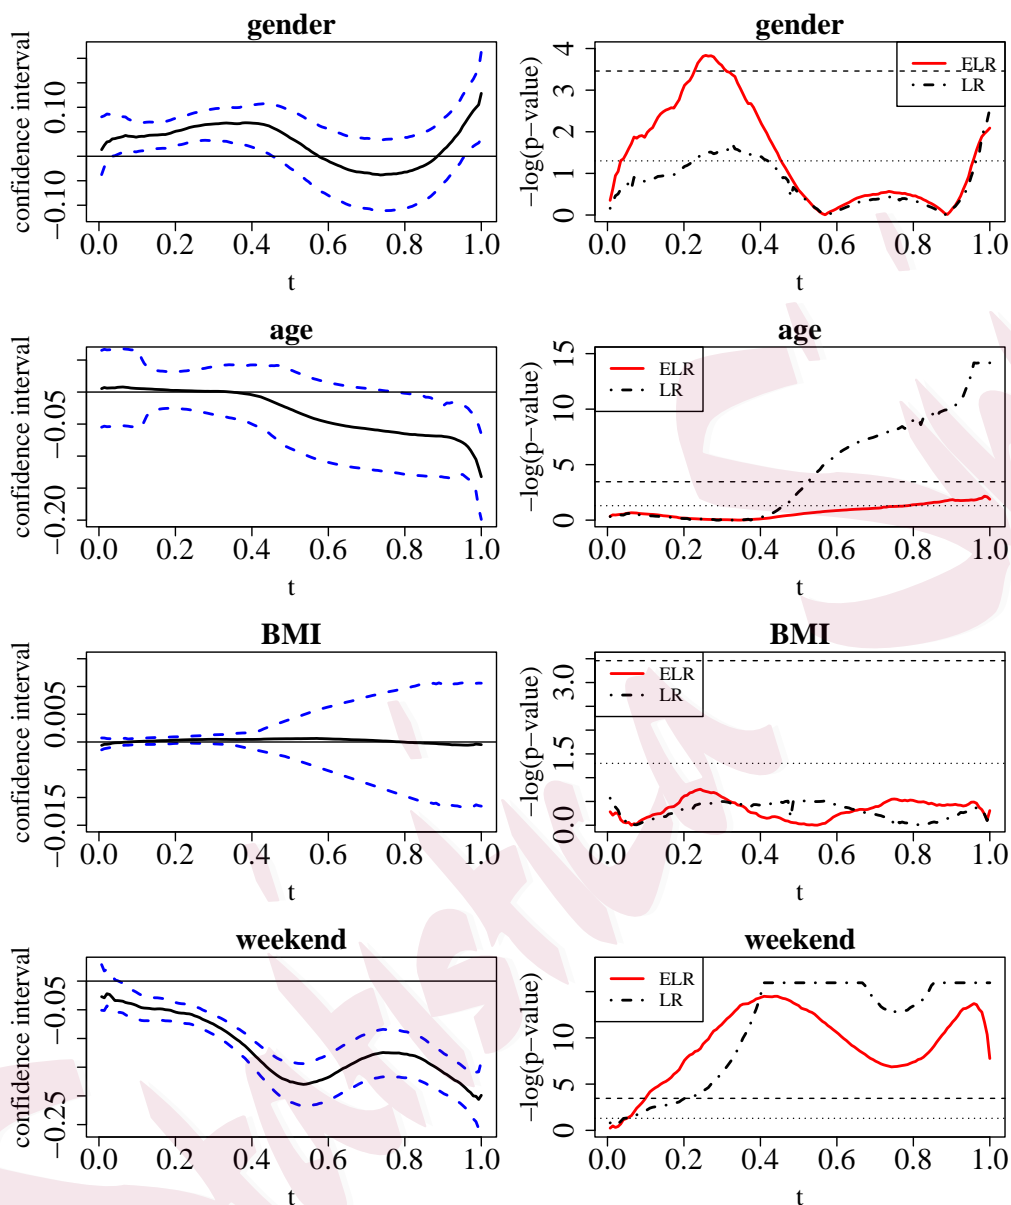 gender
confidence interval
−0.10
0.10
0.0 0.2 0.4 0.6 0.8 1.0
t
gender
−log(p−value)
0 1 2 3 4
ELR
LR
0.0 0.2 0.4 0.6 0.8 1.0
t
age
confidence interval
−0.20
−0.05
0.0 0.2 0.4 0.6 0.8 1.0
t
age
−log(p−value)
0 5 10 15
ELR
LR
0.0 0.2 0.4 0.6 0.8 1.0
t
BMI
confidence interval
−0.015
0.005
0.0 0.2 0.4 0.6 0.8 1.0
t
BMI
−log(p−value)
0.0 1.5 3.0
ELR
LR
0.0 0.2 0.4 0.6 0.8 1.0
t
weekend
confidence interval
−0.25
−0.05
0.0 0.2 0.4 0.6 0.8 1.0
t
weekend
−log(p−value)
0 5 10
ELR
LR
0.0 0.2 0.4 0.6 0.8 1.0
t